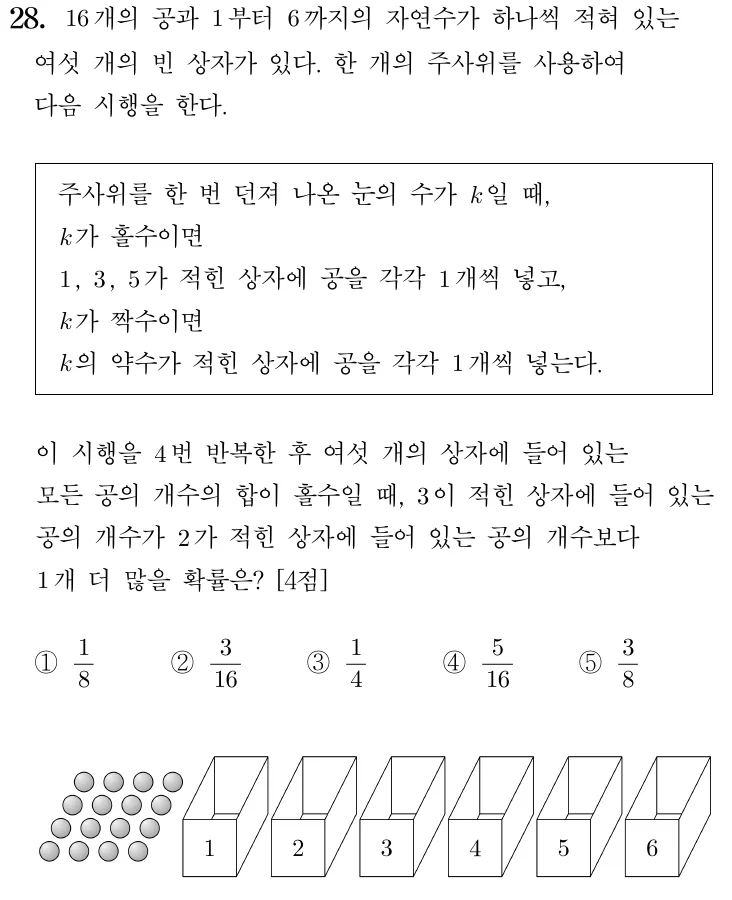 28. 16개의 공과 1부터 6까지의 자연수가 하나씩 적혀 있는
여섯 개의 빈 상자가 있다. 한 개의 주사위를 사용하여
다음 시행을 한다.
주사위를 한 번 던져 나온 눈의 수가 k일 때,
k가 홀수이면
1, 3, 5가 적힌 상자에 공을 각각 1개씩 넣고,
k가 짝수이면
k의 약수가 적힌 상자에 공을 각각 1개씩 넣는다.
이 시행을 4번 반복한 후 여섯 개의 상자에 들어 있는
모든 공의 개수의 합이 홀수일 때, 3이 적힌 상자에 들어 있는
공의 개수가 2가 적힌 상자에 들어 있는 공의 개수보다
1개 더 많을 확률은? [4점]
① 1/8 ② 3/16 ③ 1/4 ④ 5/16 ⑤ 3/8
1 2 3 4 5 6